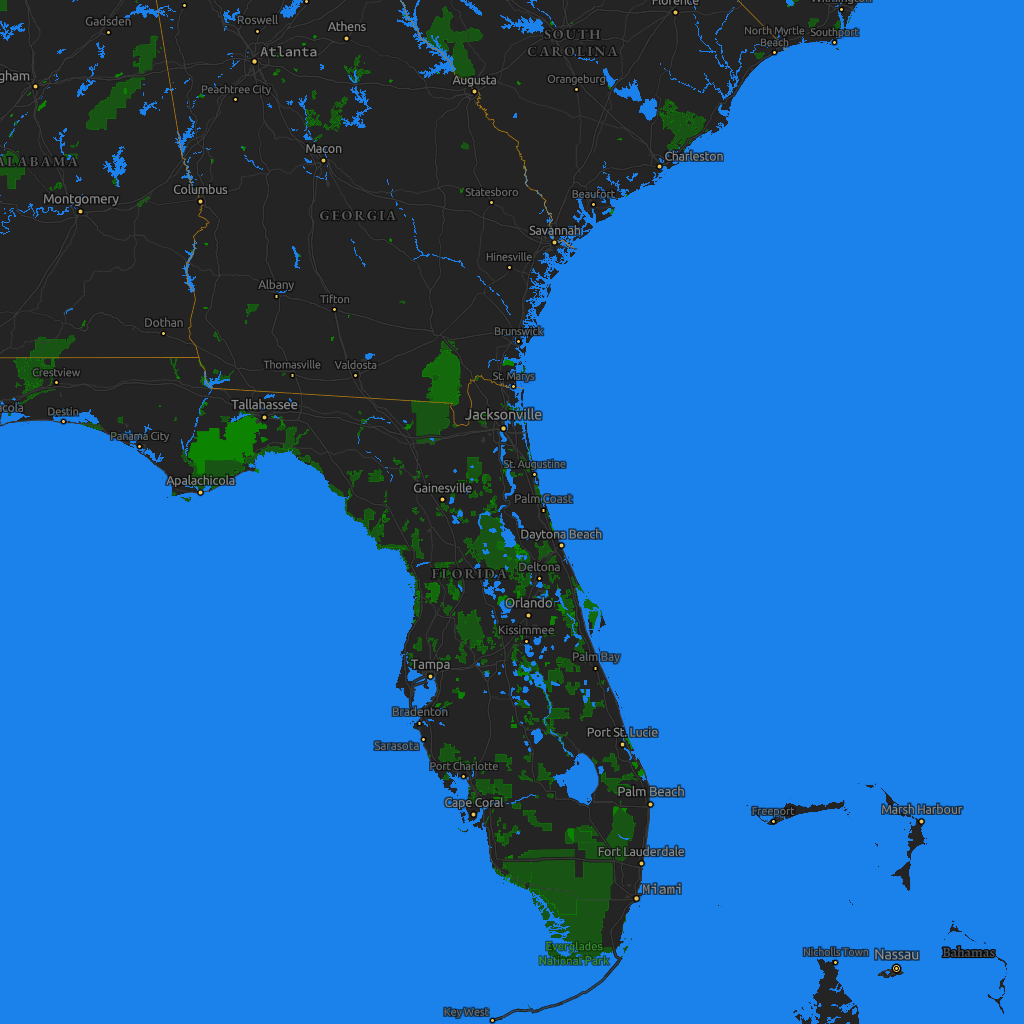 Florence
Wilmington
Gadsden
Roswell
Athens
SOUTH
CAROLINA
North Myrtle
Beach
Southport
Atlanta
gham
Peachtree City
Augusta
Orangeburg
Macon
Charleston
ALABAMA
Columbus
Statesboro
Beaufort
Montgomery
GEORGIA
Savannah
Hinesville
Albany
Tifton
Dothan
Brunswick
Thomasville
Valdosta
Crestview
St. Marys
cola
Destin
Tallahassee
Jacksonville
Panama City
St. Augustine
Apalachicola
Gainesville
Palm Coast
Daytona Beach
FLORIDA
Deltona
Orlando
Kissimmee
Tampa
Palm Bay
Bradenton
Sarasota
Port St. Lucie
Port Charlotte
Cape Coral
Palm Beach
Freeport
Marsh Harbour
Fort Lauderdale
Miami
Everglades
National Park
Nicholls Town
Nassau
Bahamas
Key West